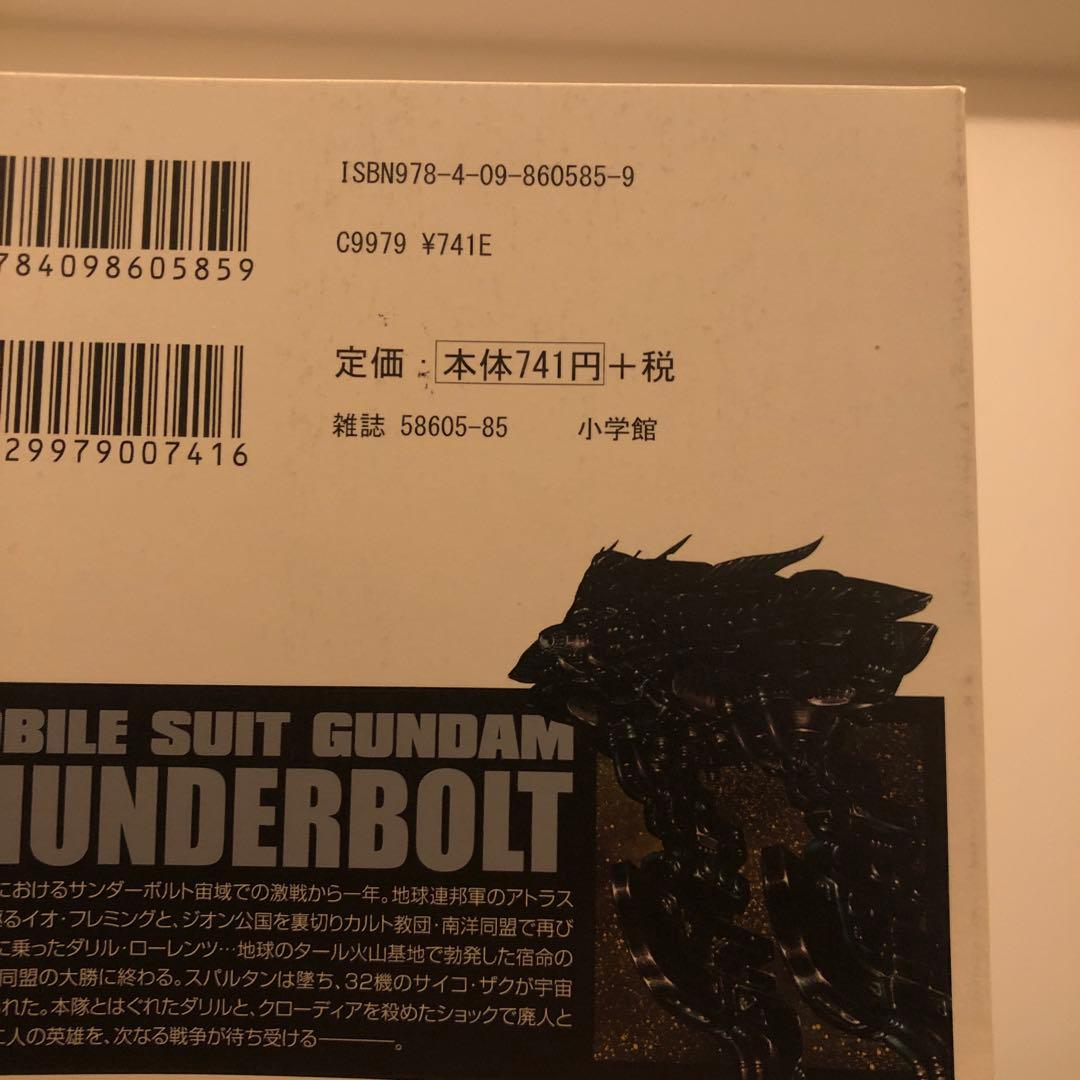 ISBN978-4-09-860585-9
784098605859
C9979 ¥741E
定価：本体741円＋税
29979007416
雑誌 58605-85 小学館
OBILE SUIT GUNDAM
HUNDERBOLT
におけるサンダーボルト宙域での激戦から一年。地球連邦軍のアトラス
るイオ・フレミングと、ジオン公国を裏切りカルト教団・南洋同盟で再び
に乗ったダリル・ローレンツ…地球のタール火山基地で勃発した宿命の
同盟の大勝に終わる。スパルタンは墜ち、32機のサイコ・ザクが宇宙
られた。本隊とはぐれたダリルと、クローディアを殺めたショックで廃人と
二人の英雄を、次なる戦争が待ち受ける―――。